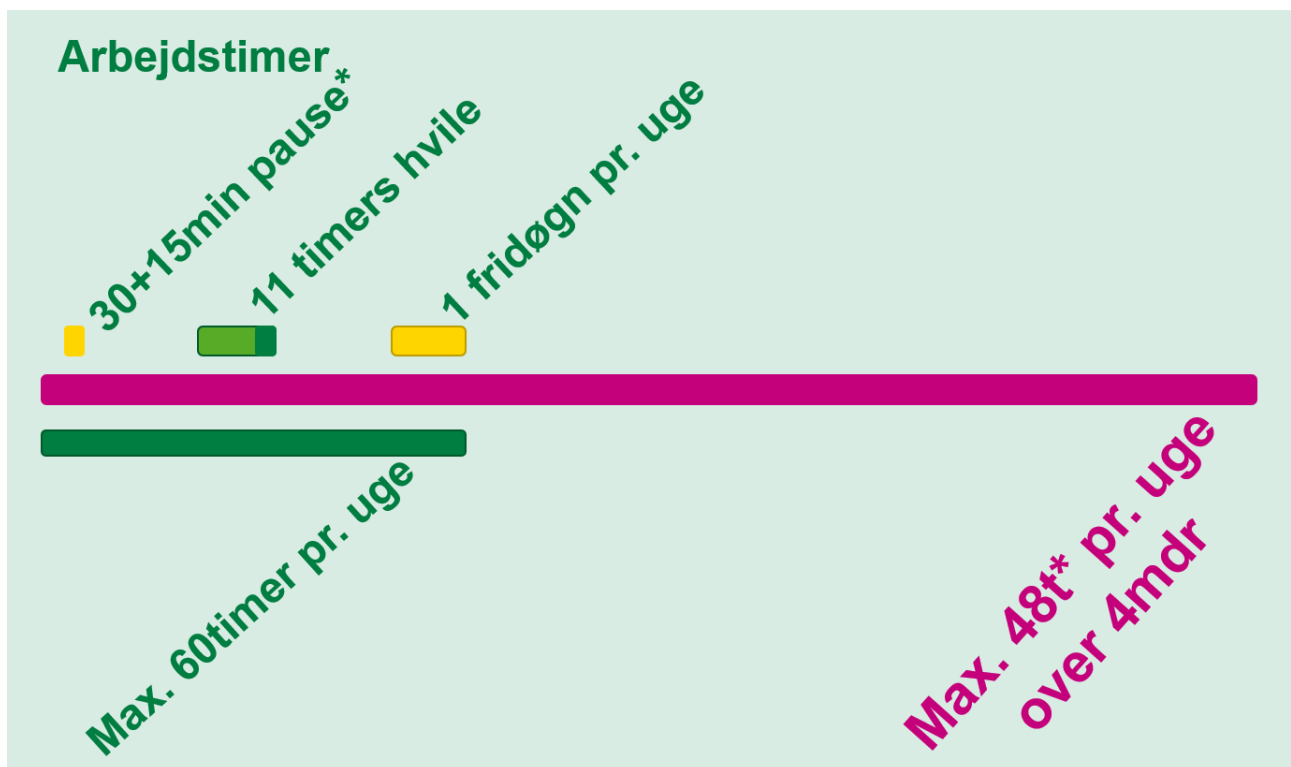 Arbejdstimer
30+15min pause*
11 timers hvile
1 fridøgn pr. uge
Max. 60timer pr. uge
Max. 48t* pr. uge
over 4mdr